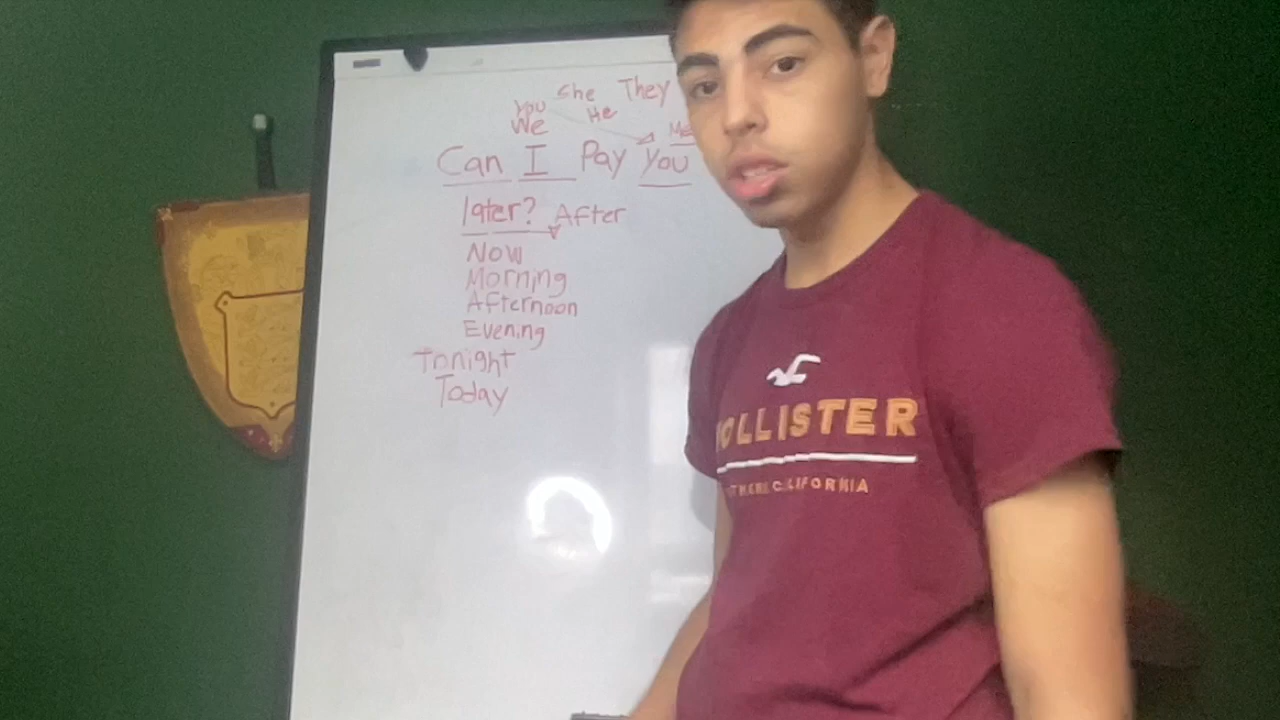 She They
You He
We Me
Can I Pay You
later? After
Now
Morning
Afternoon
Evening
Tonight
Today
HOLLISTER
CALIFORNIA